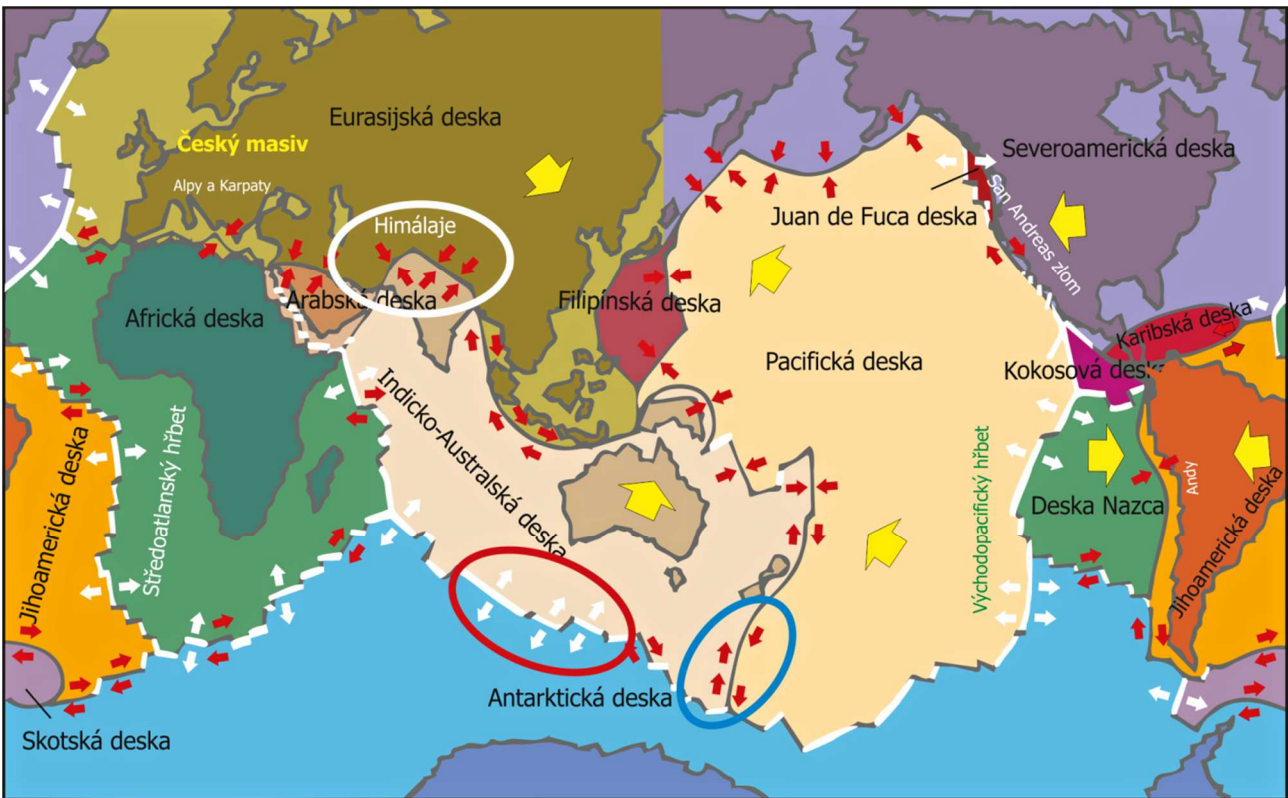 Eurasijská deska
Český masiv
Alpy a Karpaty
Himálaje
Severoamerická deska
Juan de Fuca deska
San Andreas zlom
Arabská deska
Filipínská deska
Africká deska
Karibská deska
Pacifická deska
Kokosová deska
Indicko-Australská deska
Jihoamerická deska
Středoatlanský hřbet
Východopacifický hřbet
Deska Nazca
Andy
Jihoamerická deska
Antarktická deska
Skotská deska